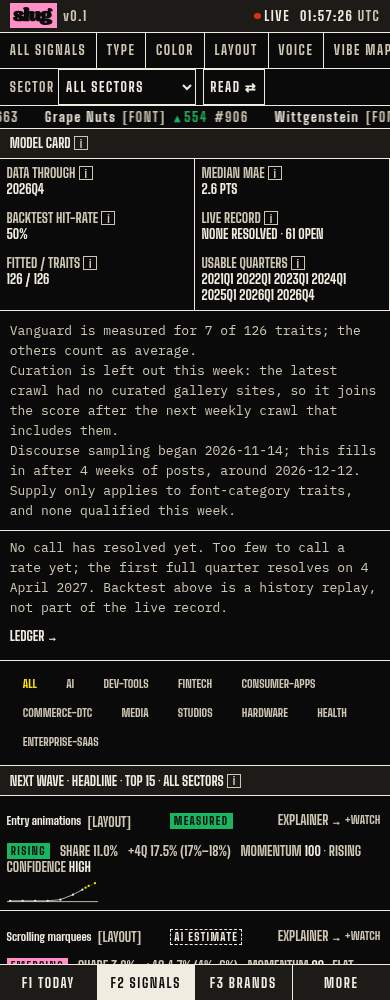 slug v0.1 LIVE 01:57:26 UTC
ALL SIGNALS TYPE COLOR LAYOUT VOICE VIBE MAP
SECTOR ALL SECTORS READ ⇄
663 Grape Nuts [FONT] ▲554 #906 Wittgenstein [FO
MODEL CARD i
DATA THROUGH i
2026Q4
MEDIAN MAE i
2.6 PTS
BACKTEST HIT-RATE i
50%
LIVE RECORD i
NONE RESOLVED · 61 OPEN
FITTED / TRAITS i
126 / 126
USABLE QUARTERS i
2021Q1 2022Q1 2023Q1 2024Q1
2025Q1 2026Q1 2026Q4
Vanguard is measured for 7 of 126 traits; the
others count as average.
Curation is left out this week: the latest
crawl had no curated gallery sites, so it joins
the score after the next weekly crawl that
includes them.
Discourse sampling began 2026-11-14; this fills
in after 4 weeks of posts, around 2026-12-12.
Supply only applies to font-category traits,
and none qualified this week.
No call has resolved yet. Too few to call a
rate yet; the first full quarter resolves on 4
April 2027. Backtest above is a history replay,
not part of the live record.
LEDGER →
ALL AI DEV-TOOLS FINTECH CONSUMER-APPS
COMMERCE-DTC MEDIA STUDIOS HARDWARE HEALTH
ENTERPRISE-SAAS
NEXT WAVE · HEADLINE · TOP 15 · ALL SECTORS i
Entry animations [LAYOUT] MEASURED EXPLAINER → +WATCH
RISING SHARE 11.0% +4Q 17.5% (17%–18%) MOMENTUM 100 · RISING
CONFIDENCE HIGH
Scrolling marquees [LAYOUT] AI ESTIMATE EXPLAINER → +WATCH
F1 TODAY F2 SIGNALS F3 BRANDS MORE